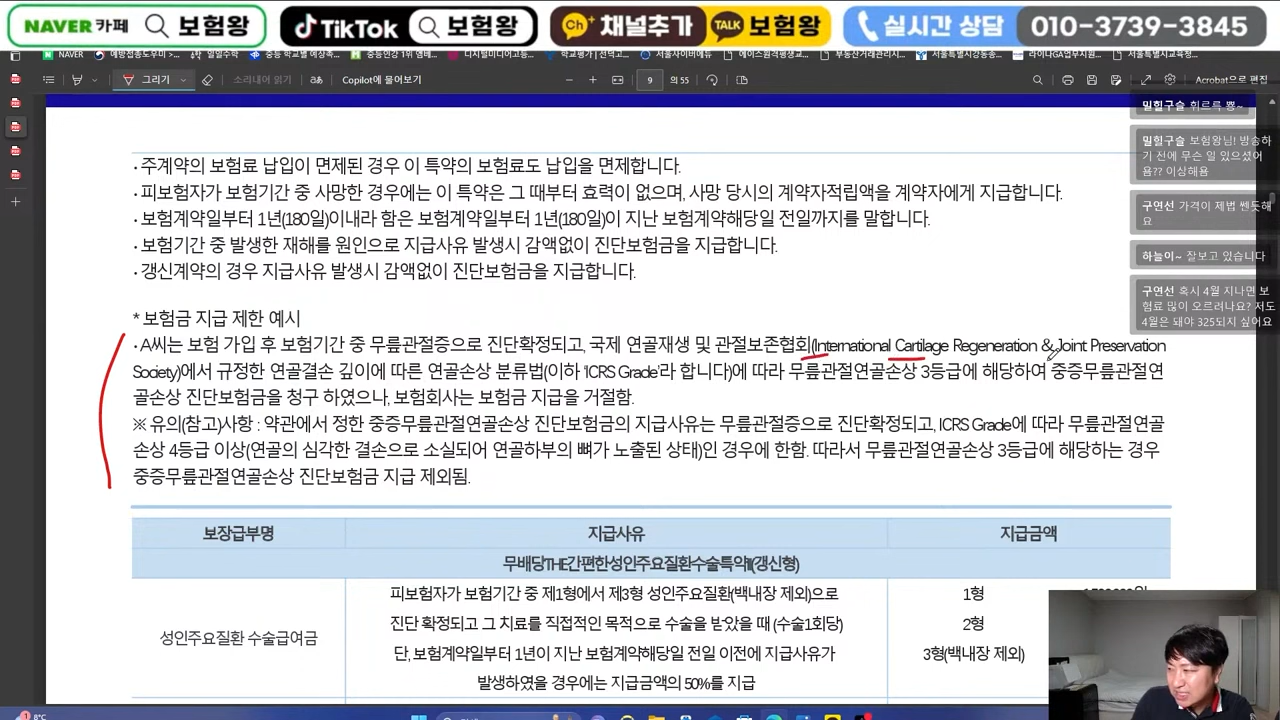 NAVER 카페 보험왕 TikTok 보험왕 Ch+ 채널추가 TALK 보험왕 실시간 상담 010-3739-3845
NAVER
그리기 소리내어 읽기 Copilot에 물어보기 9 의 55 Acrobat으로 편집
밀힐구슬 휘르륵 뿅~
밀힐구슬 보험왕님! 방송하
기 전에 무슨 일 있으셨어
욤?? 이상해욤
구연선 가격이 제법 쎈듯해
요
하늘이~ 잘보고 있습니다
구연선 혹시 4월 지나면 보
험료 많이 오르려나요? 저도
4월은 돼야 325되지 싶어요
· 주계약의 보험료 납입이 면제된 경우 이 특약의 보험료도 납입을 면제합니다.
· 피보험자가 보험기간 중 사망한 경우에는 이 특약은 그 때부터 효력이 없으며, 사망 당시의 계약자적립액을 계약자에게 지급합니다.
· 보험계약일부터 1년(180일)이내라 함은 보험계약일부터 1년(180일)이 지난 보험계약해당일 전일까지를 말합니다.
· 보험기간 중 발생한 재해를 원인으로 지급사유 발생시 감액없이 진단보험금을 지급합니다.
· 갱신계약의 경우 지급사유 발생시 감액없이 진단보험금을 지급합니다.
* 보험금 지급 제한 예시
· A씨는 보험 가입 후 보험기간 중 무릎관절증으로 진단확정되고, 국제 연골재생 및 관절보존협회(International Cartilage Regeneration & Joint Preservation
Society)에서 규정한 연골결손 깊이에 따른 연골손상 분류법(이하 'ICRS Grade'라 합니다)에 따라 무릎관절연골손상 3등급에 해당하여 중증무릎관절연
골손상 진단보험금을 청구 하였으나, 보험회사는 보험금 지급을 거절함.
※ 유의(참고)사항 : 약관에서 정한 중증무릎관절연골손상 진단보험금의 지급사유는 무릎관절증으로 진단확정되고, ICRS Grade에 따라 무릎관절연골
손상 4등급 이상(연골의 심각한 결손으로 소실되어 연골하부의 뼈가 노출된 상태)인 경우에 한함. 따라서 무릎관절연골손상 3등급에 해당하는 경우
중증무릎관절연골손상 진단보험금 지급 제외됨.
보장급부명 지급사유 지급금액
무배당THE간편한성인주요질환수술특약II(갱신형)
피보험자가 보험기간 중 제1형에서 제3형 성인주요질환(백내장 제외)으로 1형
성인주요질환 수술급여금 진단 확정되고 그 치료를 직접적인 목적으로 수술을 받았을 때 (수술1회당) 2형
단, 보험계약일부터 1년이 지난 보험계약해당일 전일 이전에 지급사유가 3형(백내장 제외)
발생하였을 경우에는 지급금액의 50%를 지급
8°C